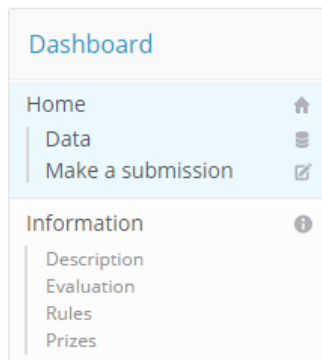 Dashboard
Home
Data
Make a submission
Information
Description
Evaluation
Rules
Prizes